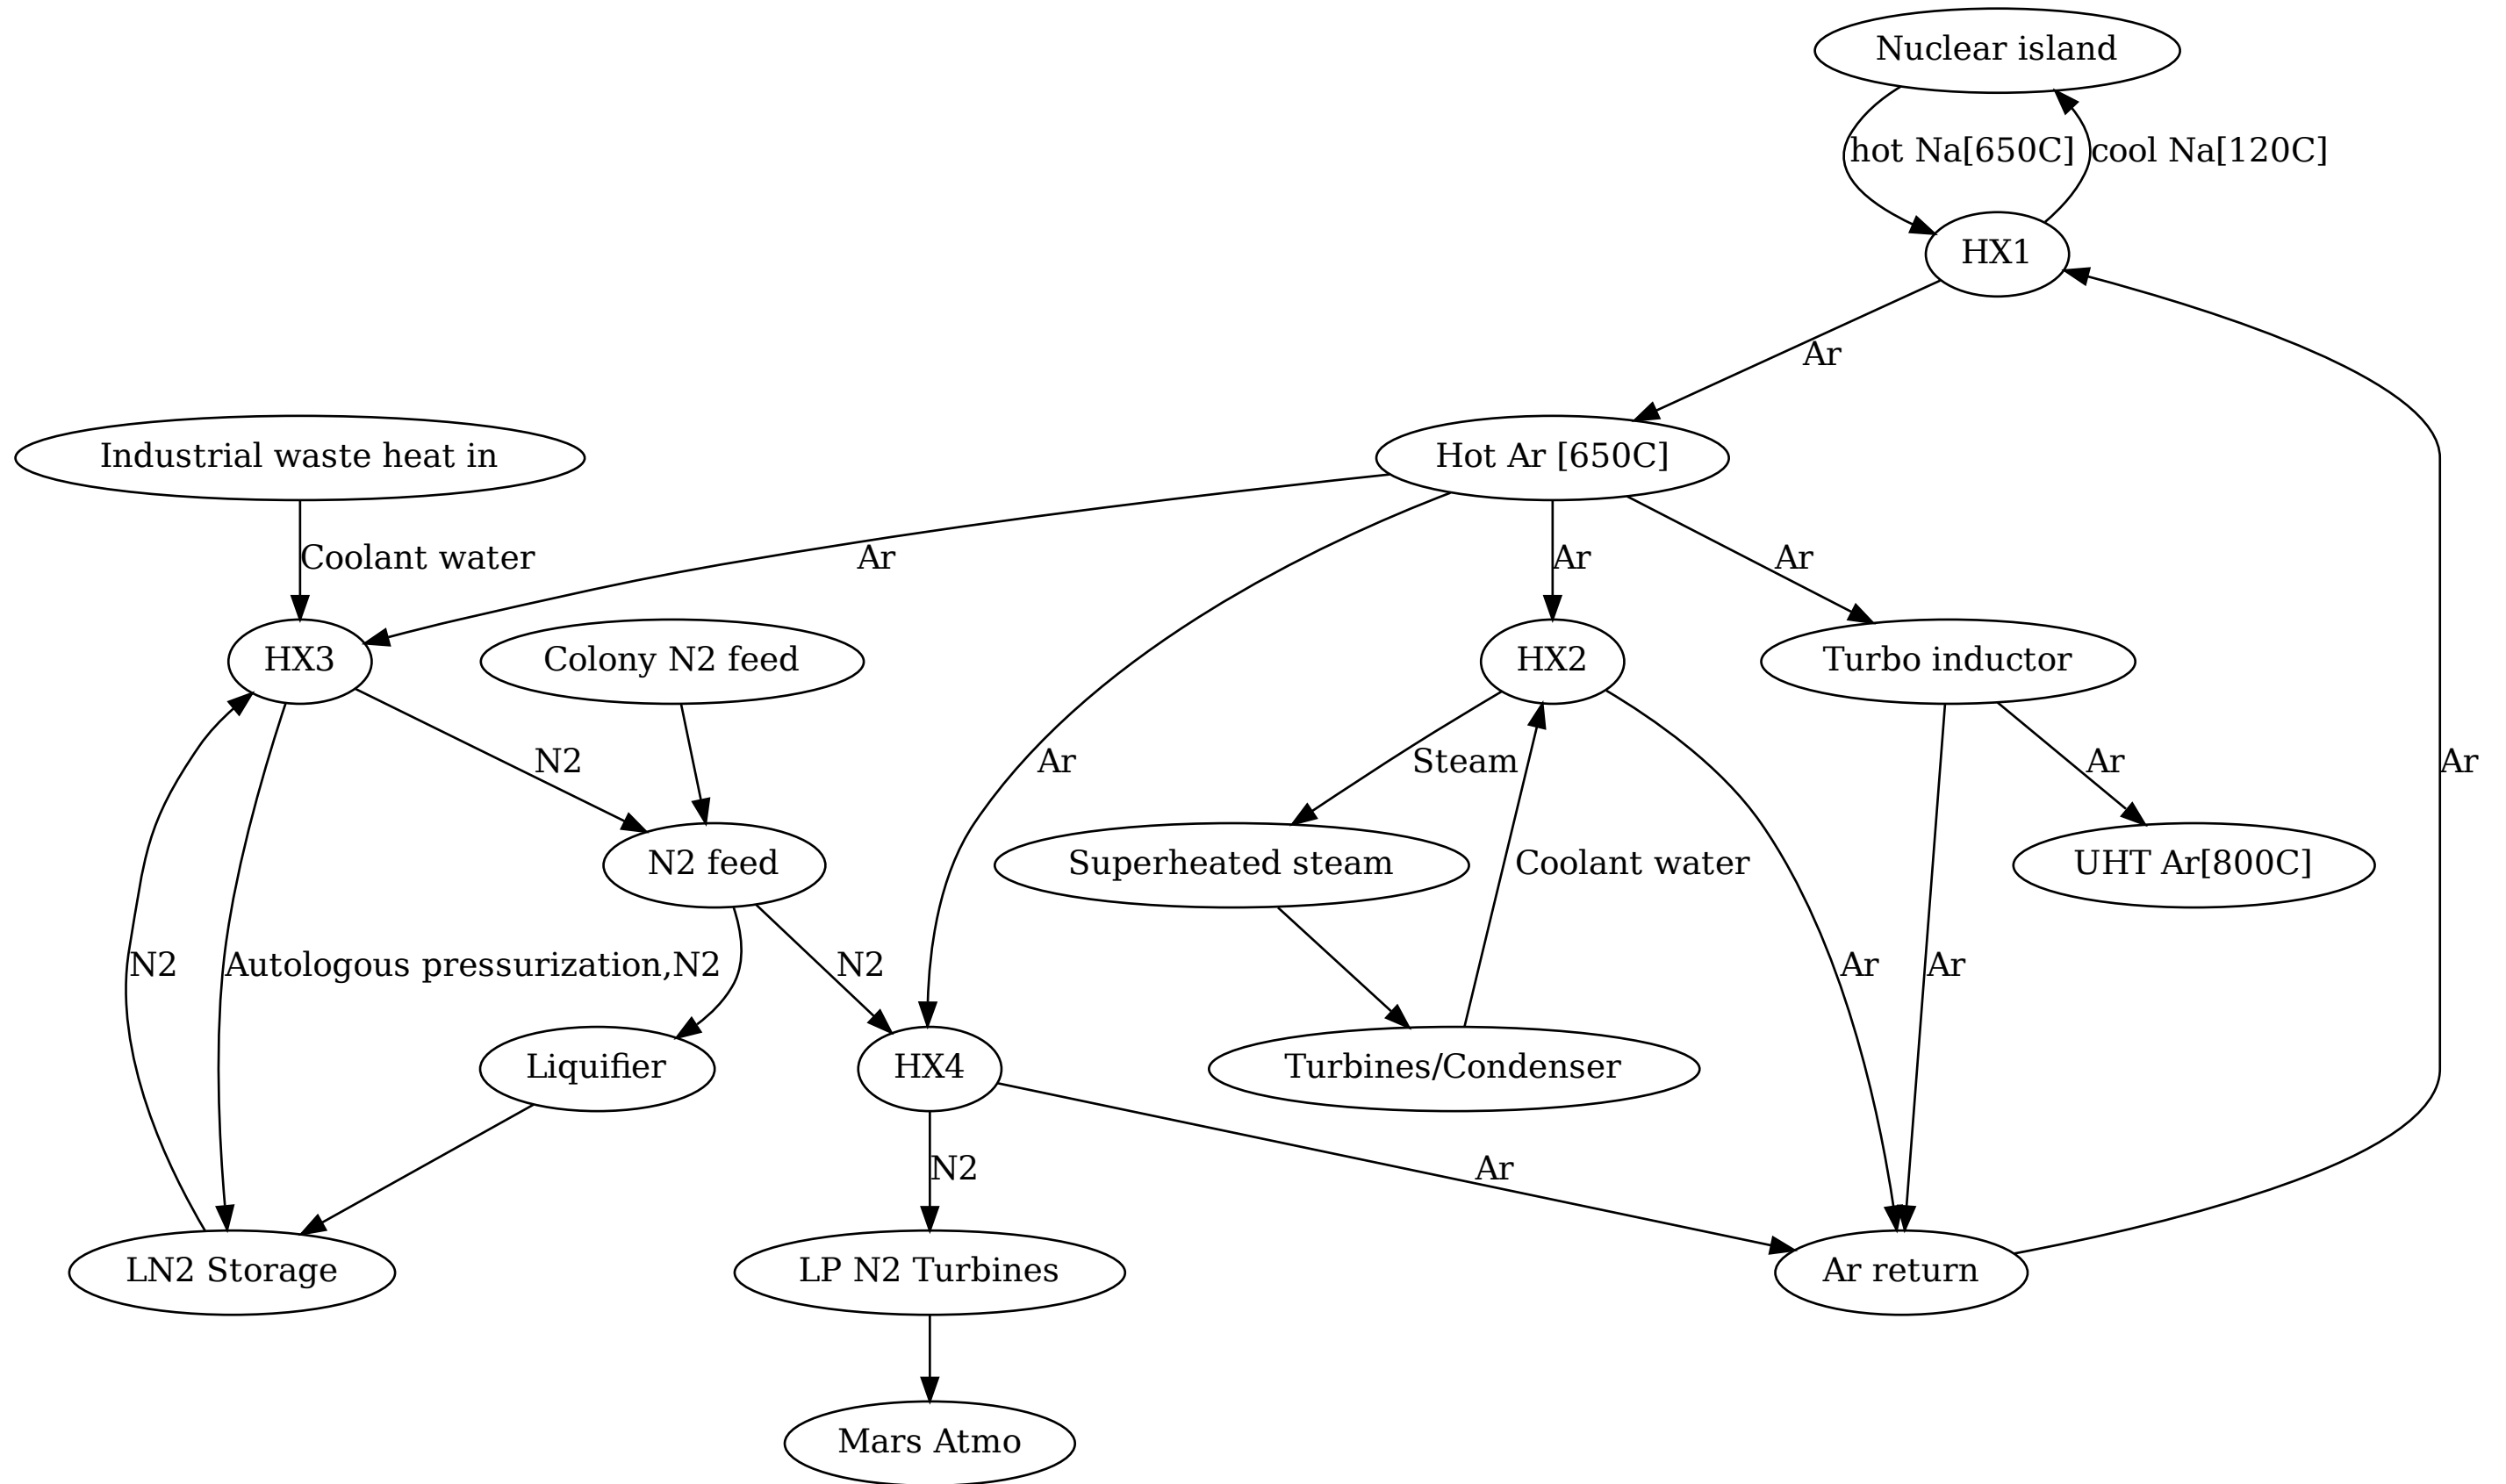 Nuclear island
hot Na[650C]
cool Na[120C]
HX1
Ar
Industrial waste heat in
Hot Ar [650C]
Coolant water
Ar
Ar
Ar
HX3
Colony N2 feed
HX2
Turbo inductor
N2
Ar
Steam
Ar
Ar
N2 feed
Superheated steam
Coolant water
UHT Ar[800C]
N2
Autologous pressurization,N2
N2
Ar
Ar
Liquifier
HX4
Turbines/Condenser
N2
Ar
LN2 Storage
LP N2 Turbines
Ar return
Mars Atmo